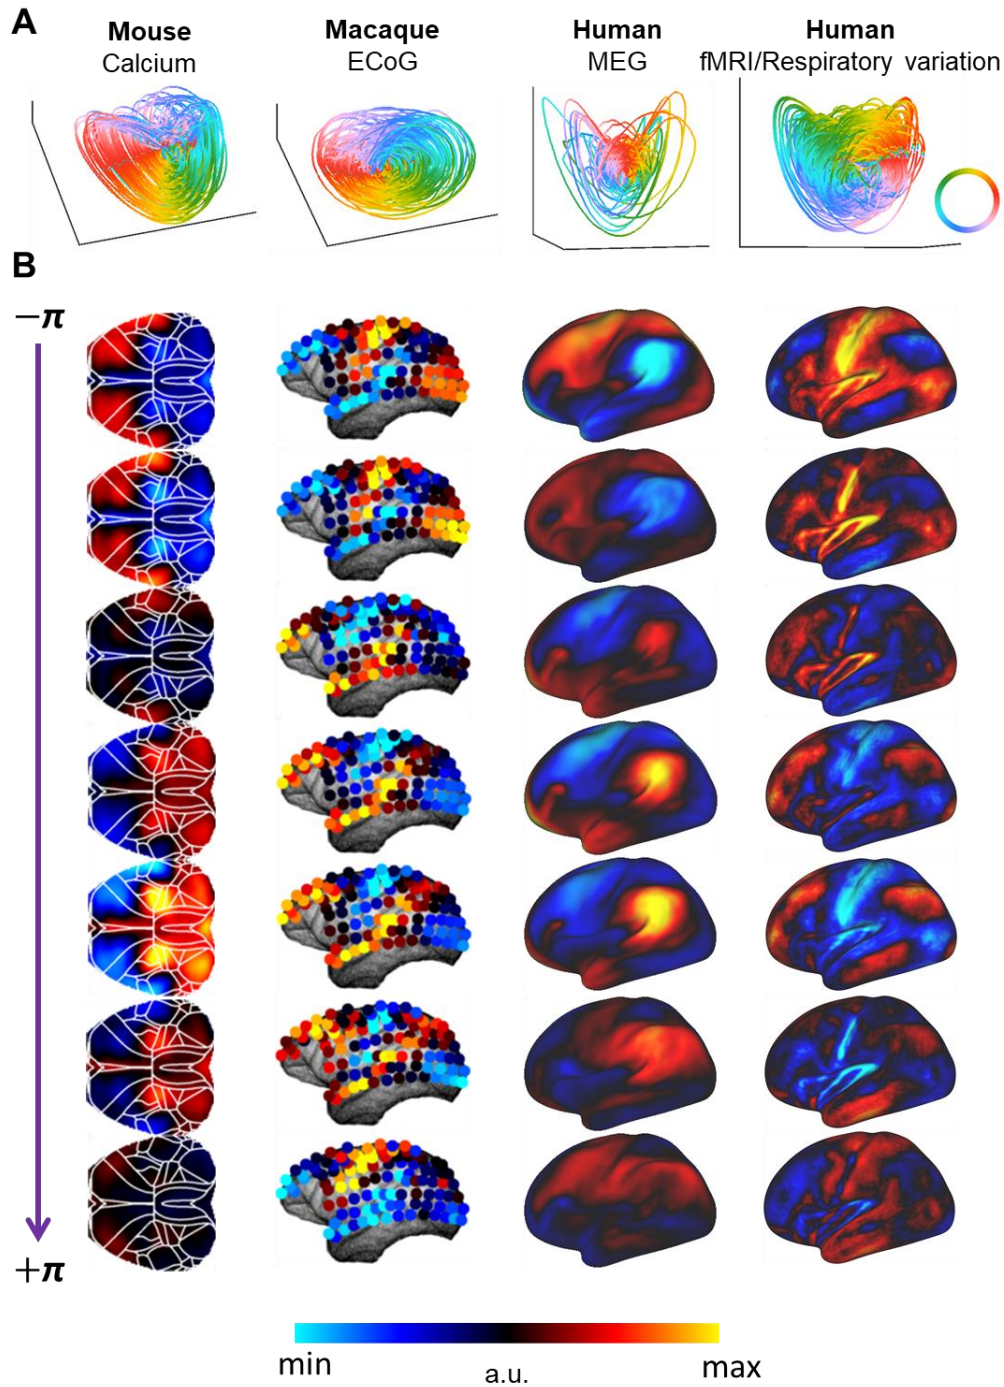 A
Mouse
Calcium
Macaque
ECoG
Human
MEG
Human
fMRI/Respiratory variation
B
−π
+π
min
a.u.
max